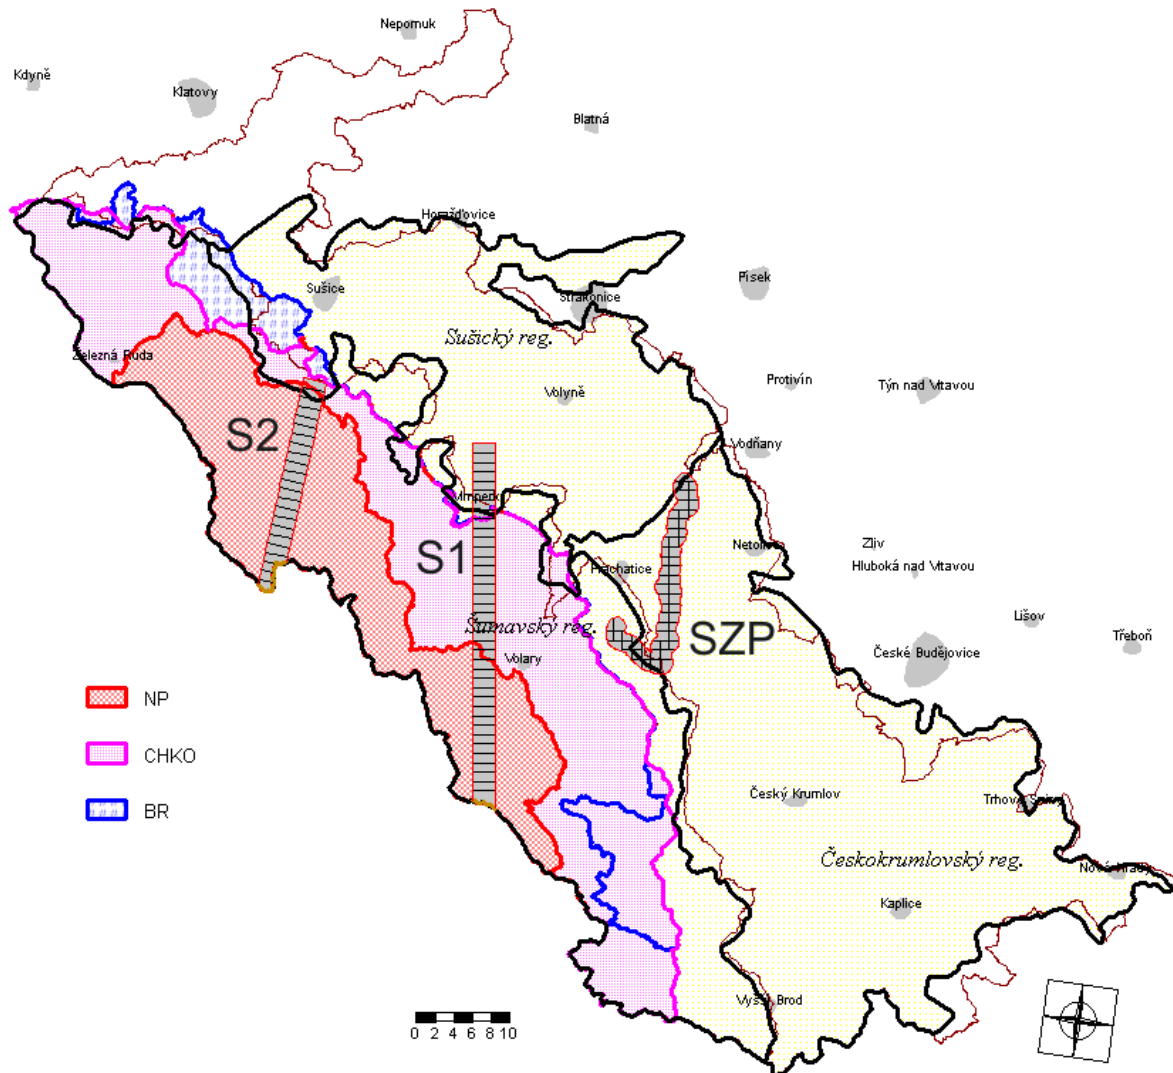 Nepomuk
Kdyně
Klatovy
Blatná
Horažďovice
Písek
Sušice
Strakonice
Sušický reg.
Železná Ruda
Protivín
Týn nad Vltavou
Volyně
S2
Vodňany
Vimperk
S1
Netolice
Zliv
Prachatice
Hluboká nad Vltavou
Šumavský reg.
SZP
Lišov
Třeboň
České Budějovice
Volary
NP
CHKO
BR
Český Krumlov
Trhové Sviny
Českokrumlovský reg.
Nové Hrady
Kaplice
Vyšší Brod
0 2 4 6 8 10